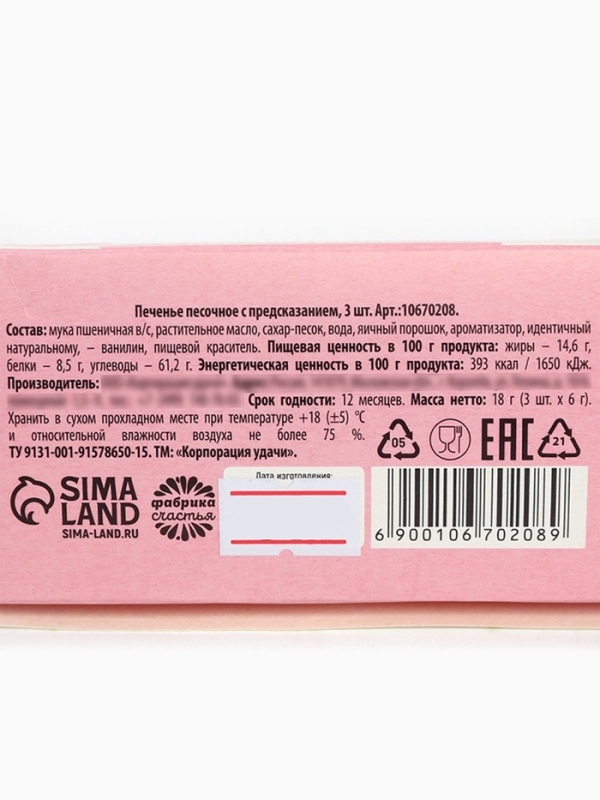 Печенье песочное с предсказанием, 3 шт. Арт.:10670208.
Состав: мука пшеничная в/с, растительное масло, сахар-песок, вода, яичный порошок, ароматизатор, идентичный
натуральному, – ванилин, пищевой краситель. Пищевая ценность в 100 г продукта: жиры – 14,6 г,
белки – 8,5 г, углеводы – 61,2 г. Энергетическая ценность в 100 г продукта: 393 ккал / 1650 кДж.
Производитель:
Срок годности: 12 месяцев. Масса нетто: 18 г (3 шт. х 6 г).
Хранить в сухом прохладном месте при температуре +18 (±5) °С
и относительной влажности воздуха не более 75 %.
ТУ 9131-001-91578650-15. ТМ: «Корпорация удачи».
05
EAC
21
SIMA
LAND
SIMA-LAND.RU
фабрика
счастья
Дата изготовления:
6 900106 702089